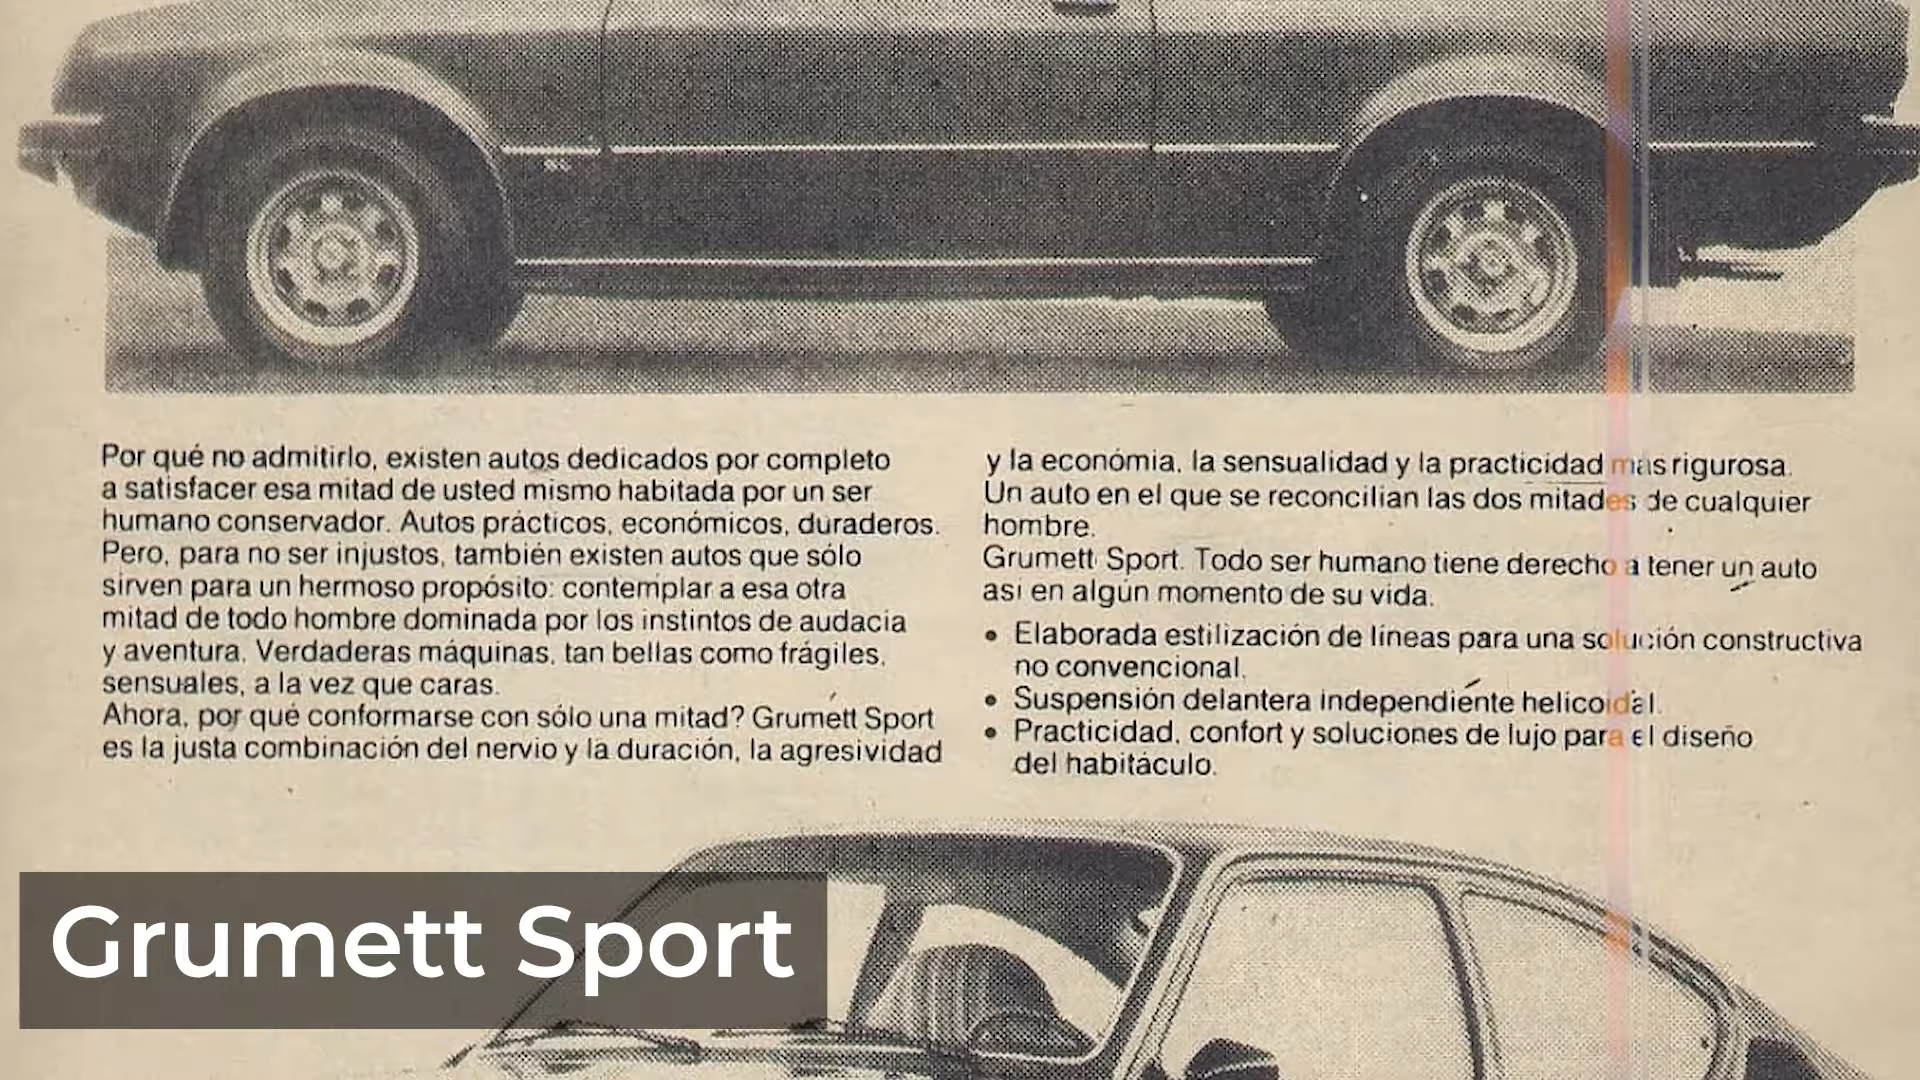 Por qué no admitirlo, existen autos dedicados por completo
a satisfacer esa mitad de usted mismo habitada por un ser
humano conservador. Autos prácticos, económicos, duraderos.
Pero, para no ser injustos, también existen autos que sólo
sirven para un hermoso propósito: contemplar a esa otra
mitad de todo hombre dominada por los instintos de audacia
y aventura. Verdaderas máquinas, tan bellas como frágiles,
sensuales, a la vez que caras.
Ahora, por qué conformarse con sólo una mitad? Grumett Sport
es la justa combinación del nervio y la duración, la agresividad
y la económia, la sensualidad y la practicidad mas rigurosa.
Un auto en el que se reconcilian las dos mitades de cualquier
hombre.
Grumett Sport. Todo ser humano tiene derecho a tener un auto
asi en algún momento de su vida.
• Elaborada estilización de líneas para una solución constructiva
no convencional.
• Suspensión delantera independiente helicoidal.
• Practicidad, confort y soluciones de lujo para el diseño
del habitáculo.
Grumett Sport